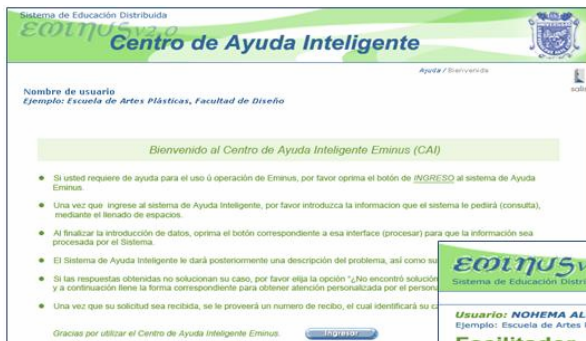 Sistema de Educación Distribuida
eminus v2.0
Centro de Ayuda Inteligente
Ayuda / Bienvenida
salir
Nombre de usuario
Ejemplo: Escuela de Artes Plásticas, Facultad de Diseño
Bienvenido al Centro de Ayuda Inteligente Eminus (CAI)
Si usted requiere de ayuda para el uso ú operación de Eminus, por favor oprima el botón de INGRESO al sistema de Ayuda
Eminus.
Una vez que ingrese al sistema de Ayuda Inteligente, por favor introduzca la informacion que el sistema le pedirá (consulta),
mediante el llenado de espacios.
Al finalizar la introducción de datos, oprima el botón correspondiente a esa interface (procesar) para que la información sea
procesada por el Sistema.
El Sistema de Ayuda Inteligente le dará posteriormente una descripción del problema, así como su
Si las respuestas obtenidas no solucionan su caso, por favor elija la opción "¿No encontró solución
y a continuación llene la forma correspondiente para obtener atención personalizada por el person
Una vez que su solicitud sea recibida, se le proveerá un numero de recibo, el cual identificará su ca
Gracias por utilizar el Centro de Ayuda Inteligente Eminus.
Ingresar
eminus v
Sistema de Educación Distri
Usuario: NOHEMA AL
Ejemplo: Escuela de Artes
Facilitador